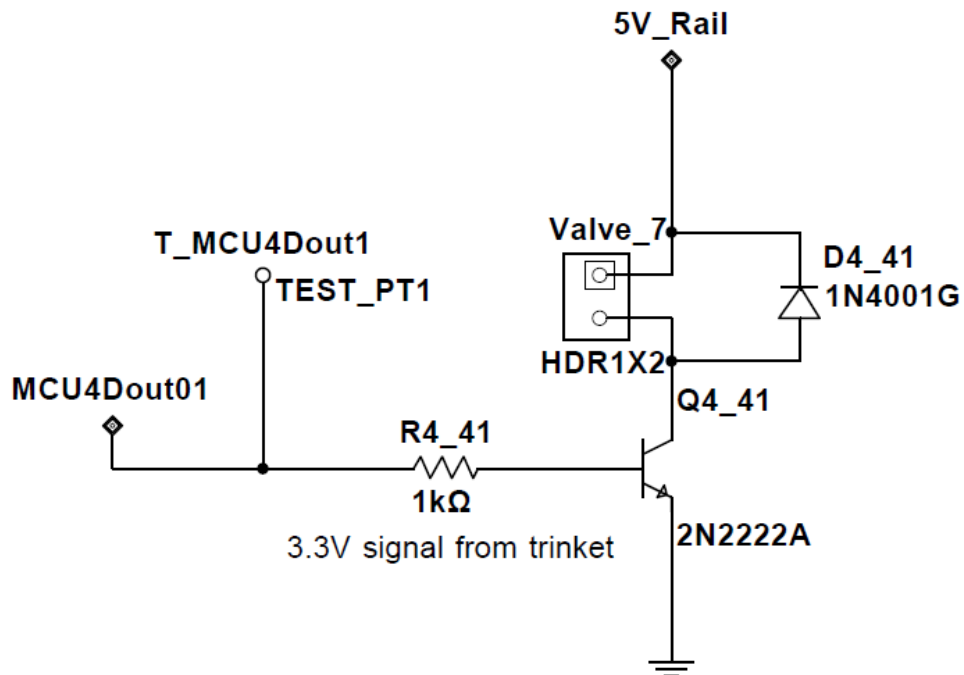 5V_Rail
Valve_7
T_MCU4Dout1
TEST_PT1
D4_41
1N4001G
HDR1X2
MCU4Dout01
Q4_41
R4_41
1kΩ
2N2222A
3.3V signal from trinket